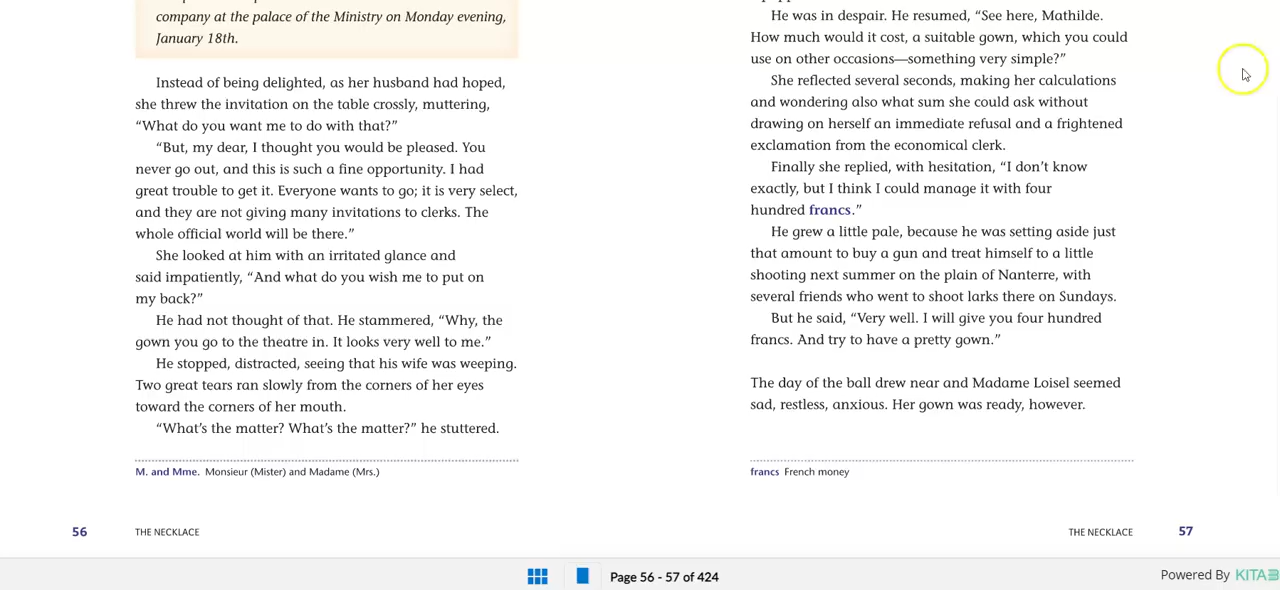 company at the palace of the Ministry on Monday evening,
January 18th.
Instead of being delighted, as her husband had hoped,
she threw the invitation on the table crossly, muttering,
“What do you want me to do with that?”
“But, my dear, I thought you would be pleased. You
never go out, and this is such a fine opportunity. I had
great trouble to get it. Everyone wants to go; it is very select,
and they are not giving many invitations to clerks. The
whole official world will be there.”
She looked at him with an irritated glance and
said impatiently, “And what do you wish me to put on
my back?”
He had not thought of that. He stammered, “Why, the
gown you go to the theatre in. It looks very well to me.”
He stopped, distracted, seeing that his wife was weeping.
Two great tears ran slowly from the corners of her eyes
toward the corners of her mouth.
“What’s the matter? What’s the matter?” he stuttered.
M. and Mme. Monsieur (Mister) and Madame (Mrs.)
56 THE NECKLACE
He was in despair. He resumed, “See here, Mathilde.
How much would it cost, a suitable gown, which you could
use on other occasions—something very simple?”
She reflected several seconds, making her calculations
and wondering also what sum she could ask without
drawing on herself an immediate refusal and a frightened
exclamation from the economical clerk.
Finally she replied, with hesitation, “I don’t know
exactly, but I think I could manage it with four
hundred francs.”
He grew a little pale, because he was setting aside just
that amount to buy a gun and treat himself to a little
shooting next summer on the plain of Nanterre, with
several friends who went to shoot larks there on Sundays.
But he said, “Very well. I will give you four hundred
francs. And try to have a pretty gown.”
The day of the ball drew near and Madame Loisel seemed
sad, restless, anxious. Her gown was ready, however.
francs French money
THE NECKLACE 57
Page 56 - 57 of 424
Powered By KITAB